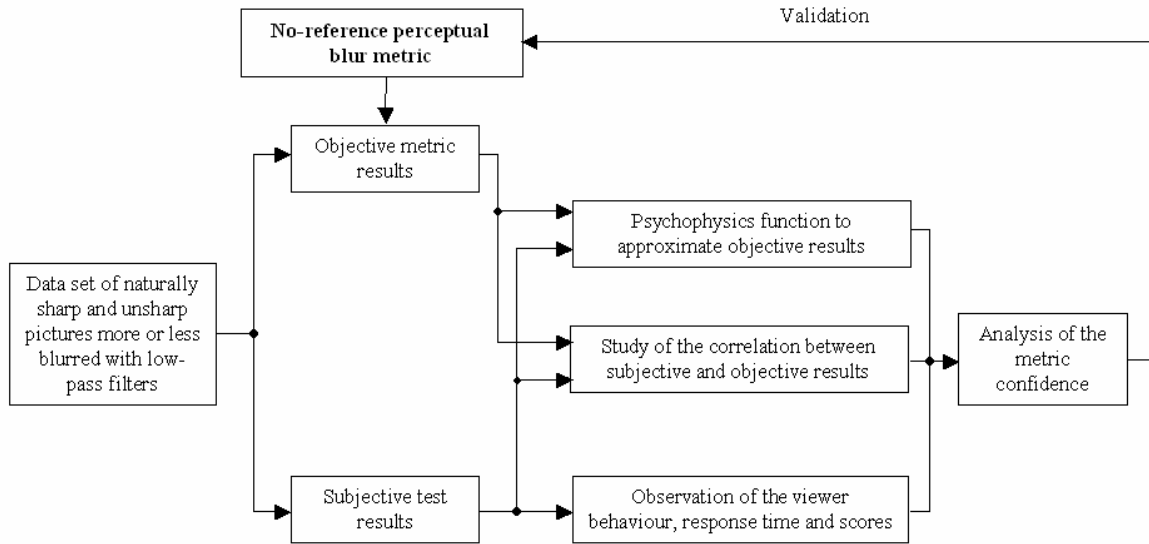 Validation
No-reference perceptual
blur metric
Objective metric
results
Psychophysics function to
approximate objective results
Data set of naturally
sharp and unsharp
pictures more or less
blurred with low-
pass filters
Study of the correlation between
subjective and objective results
Analysis of the
metric
confidence
Subjective test
results
Observation of the viewer
behaviour, response time and scores